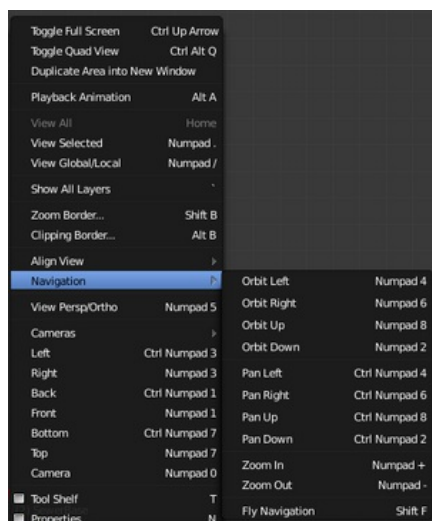 Toggle Full Screen Ctrl Up Arrow
Toggle Quad View Ctrl Alt Q
Duplicate Area into New Window
Playback Animation Alt A
View All Home
View Selected Numpad .
View Global/Local Numpad /
Show All Layers `
Zoom Border... Shift B
Clipping Border... Alt B
Align View
Navigation
View Persp/Ortho Numpad 5
Cameras
Left Ctrl Numpad 3
Right Numpad 3
Back Ctrl Numpad 1
Front Numpad 1
Bottom Ctrl Numpad 7
Top Numpad 7
Camera Numpad 0
Tool Shelf T
Properties N
Orbit Left Numpad 4
Orbit Right Numpad 6
Orbit Up Numpad 8
Orbit Down Numpad 2
Pan Left Ctrl Numpad 4
Pan Right Ctrl Numpad 6
Pan Up Ctrl Numpad 8
Pan Down Ctrl Numpad 2
Zoom In Numpad +
Zoom Out Numpad -
Fly Navigation Shift F